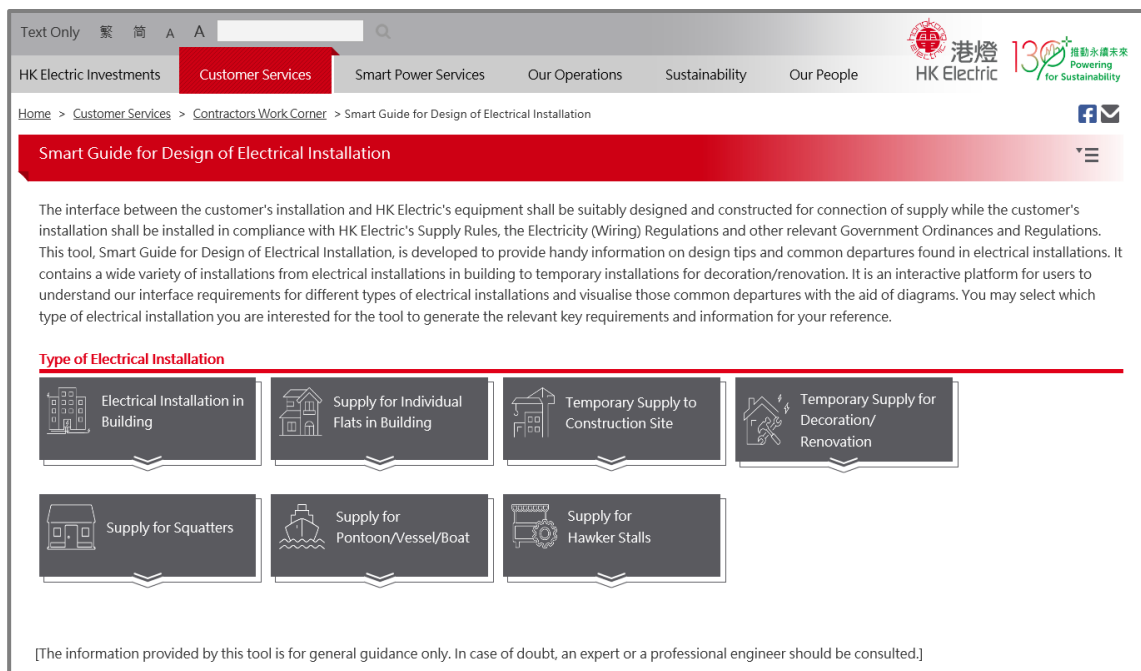 Text Only 繁 简 A A
港燈
HK Electric
hongkong electric
電
130 推動永續未來
Powering
for Sustainability
HK Electric Investments Customer Services Smart Power Services Our Operations Sustainability Our People
Home > Customer Services > Contractors Work Corner > Smart Guide for Design of Electrical Installation
Smart Guide for Design of Electrical Installation
The interface between the customer's installation and HK Electric's equipment shall be suitably designed and constructed for connection of supply while the customer's
installation shall be installed in compliance with HK Electric's Supply Rules, the Electricity (Wiring) Regulations and other relevant Government Ordinances and Regulations.
This tool, Smart Guide for Design of Electrical Installation, is developed to provide handy information on design tips and common departures found in electrical installations. It
contains a wide variety of installations from electrical installations in building to temporary installations for decoration/renovation. It is an interactive platform for users to
understand our interface requirements for different types of electrical installations and visualise those common departures with the aid of diagrams. You may select which
type of electrical installation you are interested for the tool to generate the relevant key requirements and information for your reference.
Type of Electrical Installation
Electrical Installation in
Building
Supply for Individual
Flats in Building
Temporary Supply to
Construction Site
Temporary Supply for
Decoration/
Renovation
Supply for Squatters
Supply for
Pontoon/Vessel/Boat
Supply for
Hawker Stalls
[The information provided by this tool is for general guidance only. In case of doubt, an expert or a professional engineer should be consulted.]